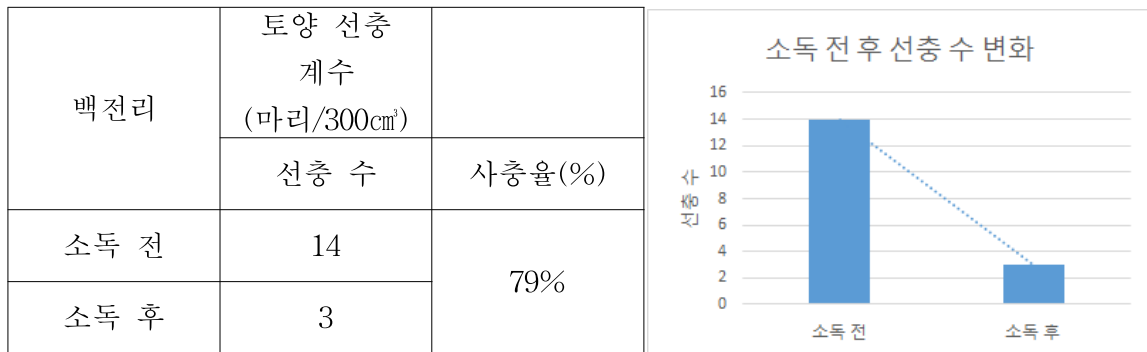 백전리
토양 선충
계수
(마리/300㎤)
선충 수
사충율(%)
소독 전
14
79%
소독 후
3
소독 전 후 선충 수 변화
선충 수
16
14
12
10
8
6
4
2
0
소독 전
소독 후